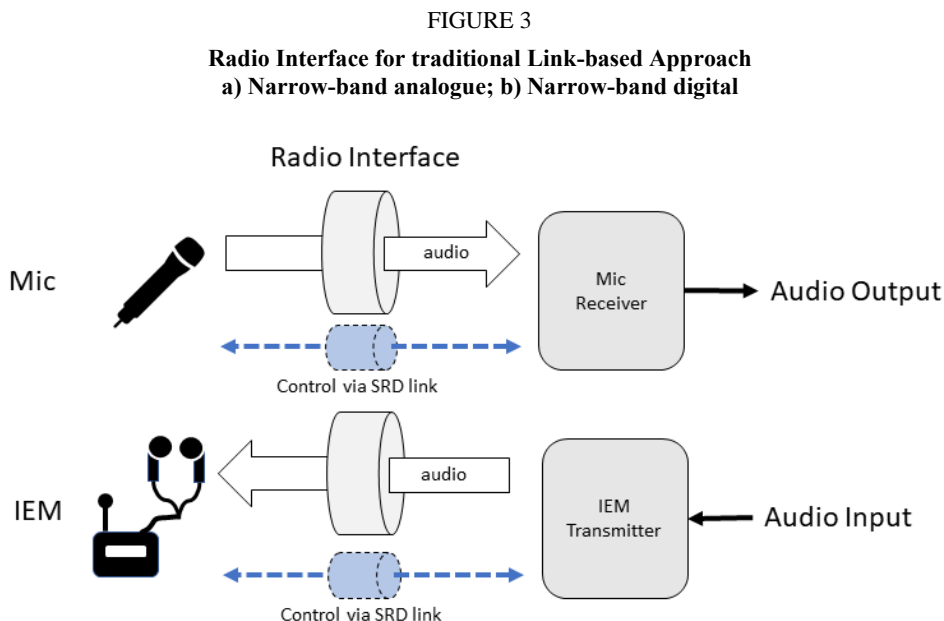 FIGURE 3
Radio Interface for traditional Link-based Approach
a) Narrow-band analogue; b) Narrow-band digital
Radio Interface
Mic
audio
Mic
Receiver
Audio Output
Control via SRD link
IEM
audio
IEM
Transmitter
Audio Input
Control via SRD link